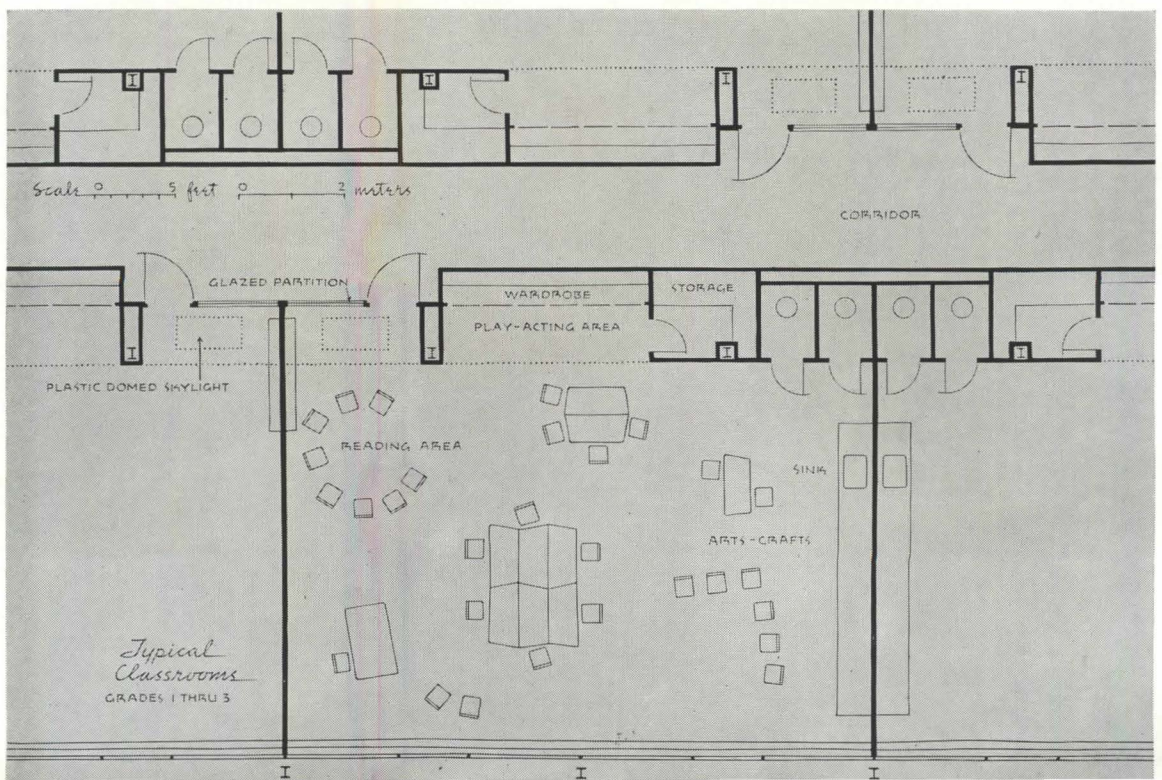 Scale 0 5 feet 0 2 meters
CORRIDOR
GLAZED PARTITION
WARDROBE
STORAGE
PLAY-ACTING AREA
PLASTIC DOMED SKYLIGHT
READING AREA
SINK
ARTS-CRAFTS
Typical
Classrooms
GRADES 1 THRU 3